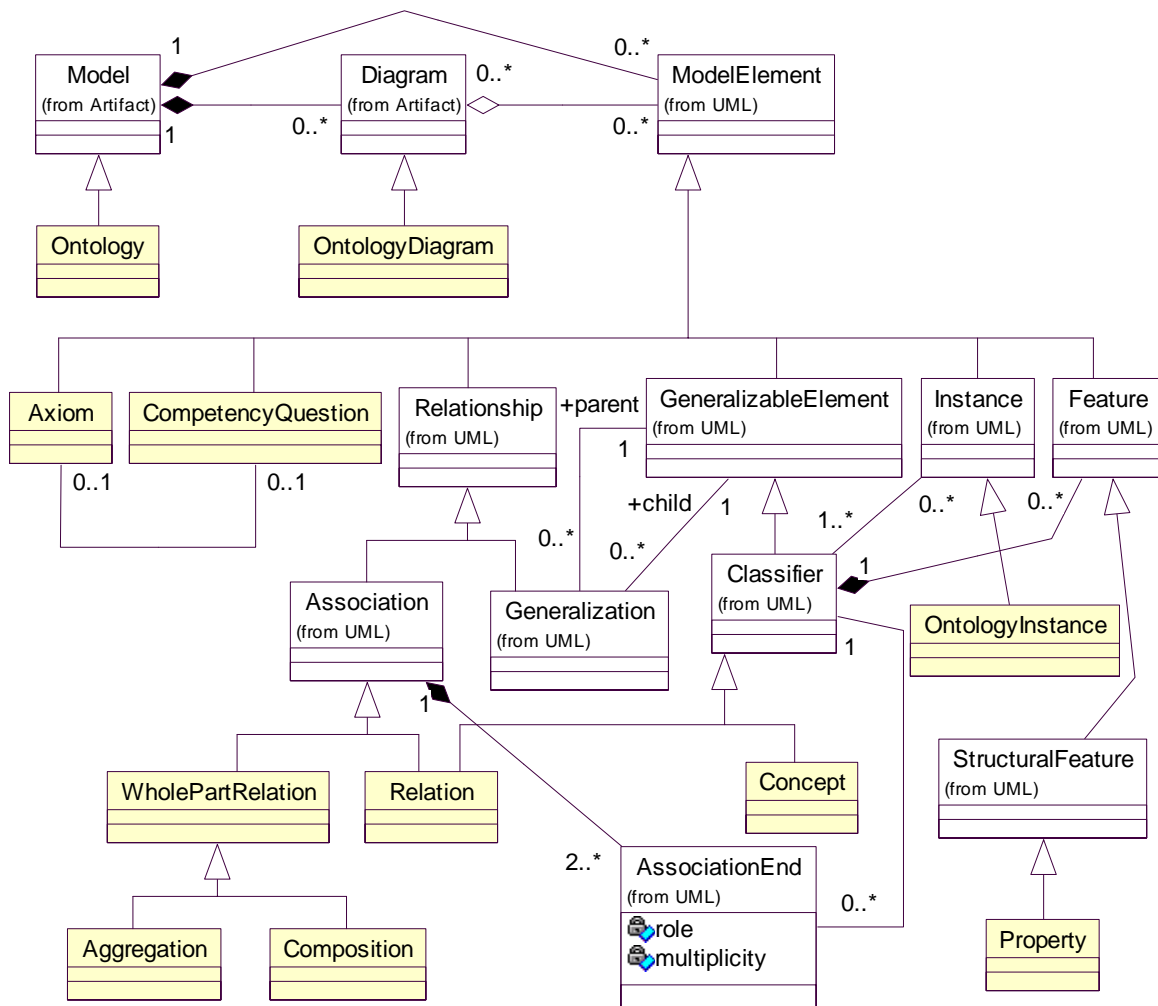 1
0..*
Model
(from Artifact)
Diagram
(from Artifact)
0..*
ModelElement
(from UML)
1
0..*
0..*
Ontology
OntologyDiagram
Axiom
CompetencyQuestion
Relationship
(from UML)
+parent
GeneralizableElement
(from UML)
Instance
(from UML)
Feature
(from UML)
1
0..1
0..1
+child
1
0..*
0..*
1..*
0..*
0..*
Association
(from UML)
Generalization
(from UML)
Classifier
(from UML)
1
1
OntologyInstance
1
WholePartRelation
Relation
Concept
StructuralFeature
(from UML)
2..*
AssociationEnd
(from UML)
role
multiplicity
0..*
Aggregation
Composition
Property